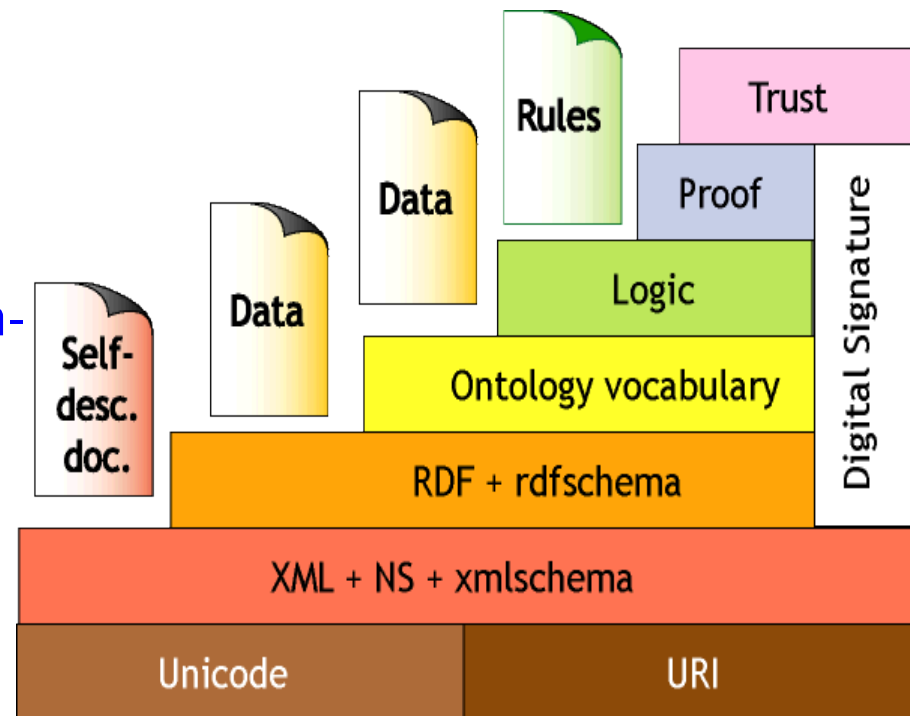 Rules
Trust
Data
Proof
Data
Logic
Self-
desc.
doc.
Ontology vocabulary
Digital Signature
RDF + rdfschema
XML + NS + xmlschema
Unicode
URI